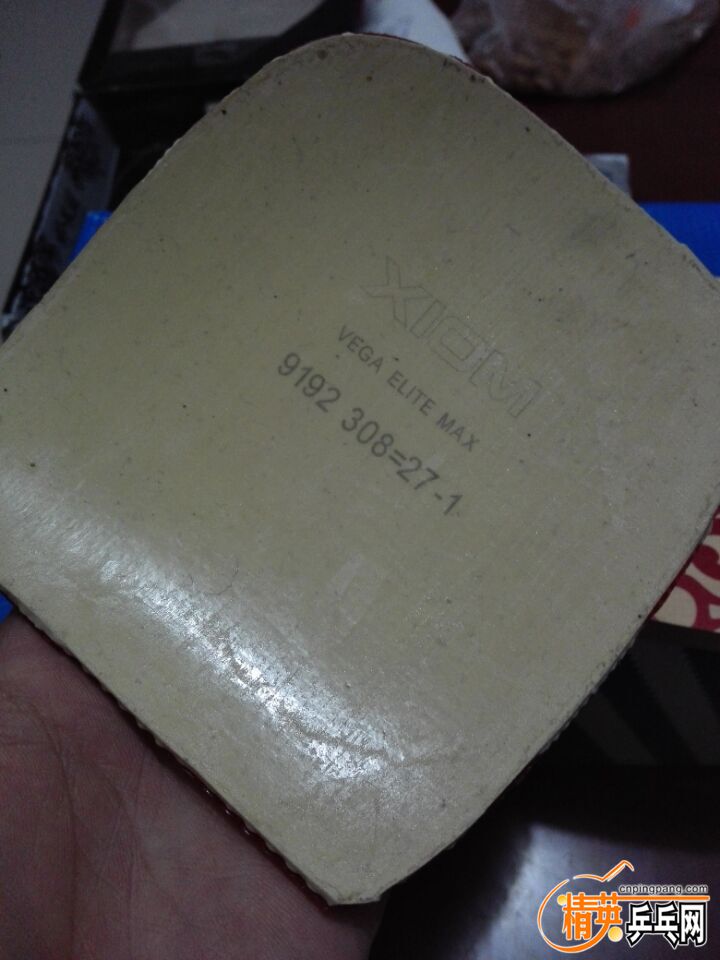 XIOM
VEGA ELITE MAX
9192 308=27-1
cnpingpang.com
精英乒乓网